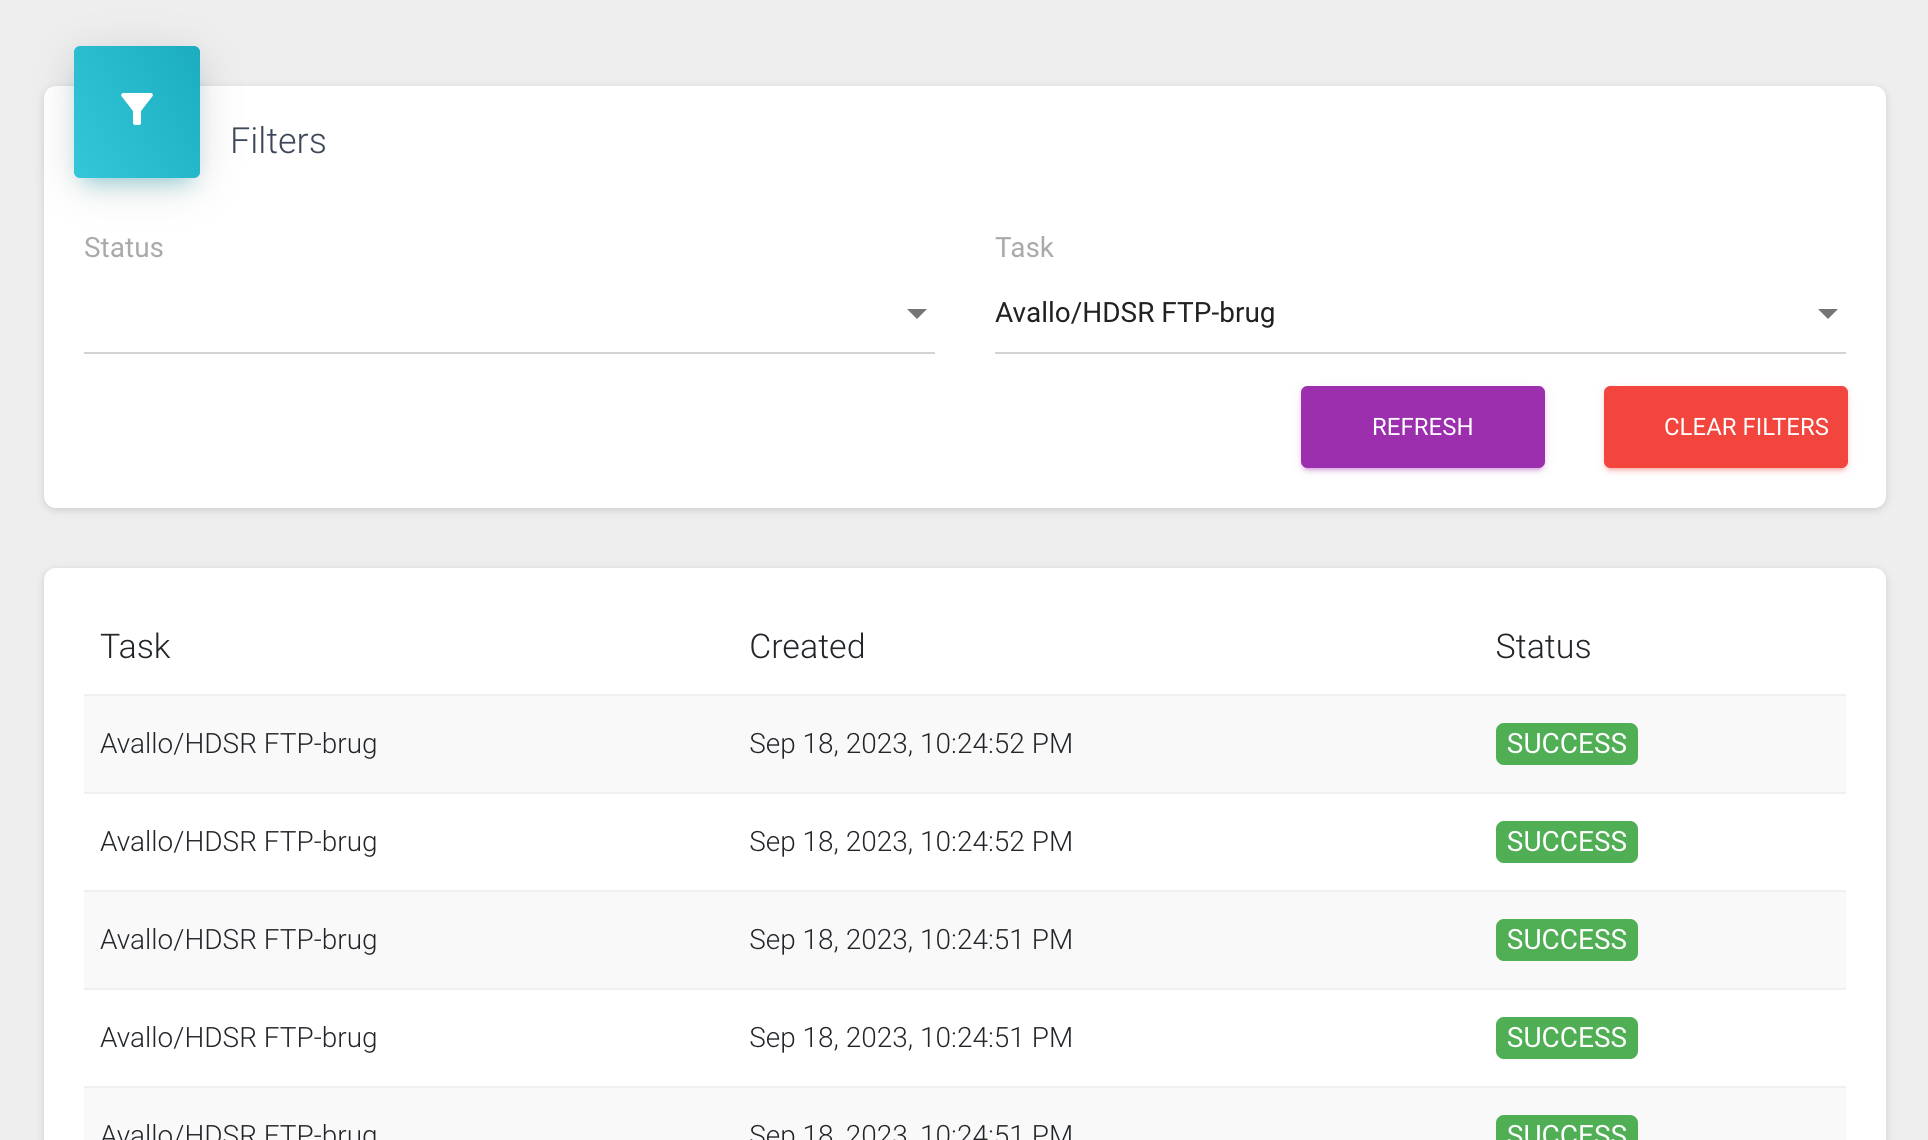 Filters
Status Task
Avallo/HDSR FTP-brug
REFRESH CLEAR FILTERS
Task Created Status
Avallo/HDSR FTP-brug Sep 18, 2023, 10:24:52 PM SUCCESS
Avallo/HDSR FTP-brug Sep 18, 2023, 10:24:52 PM SUCCESS
Avallo/HDSR FTP-brug Sep 18, 2023, 10:24:51 PM SUCCESS
Avallo/HDSR FTP-brug Sep 18, 2023, 10:24:51 PM SUCCESS
Avallo/HDSR FTP-brug Sep 18, 2023, 10:24:51 PM SUCCESS